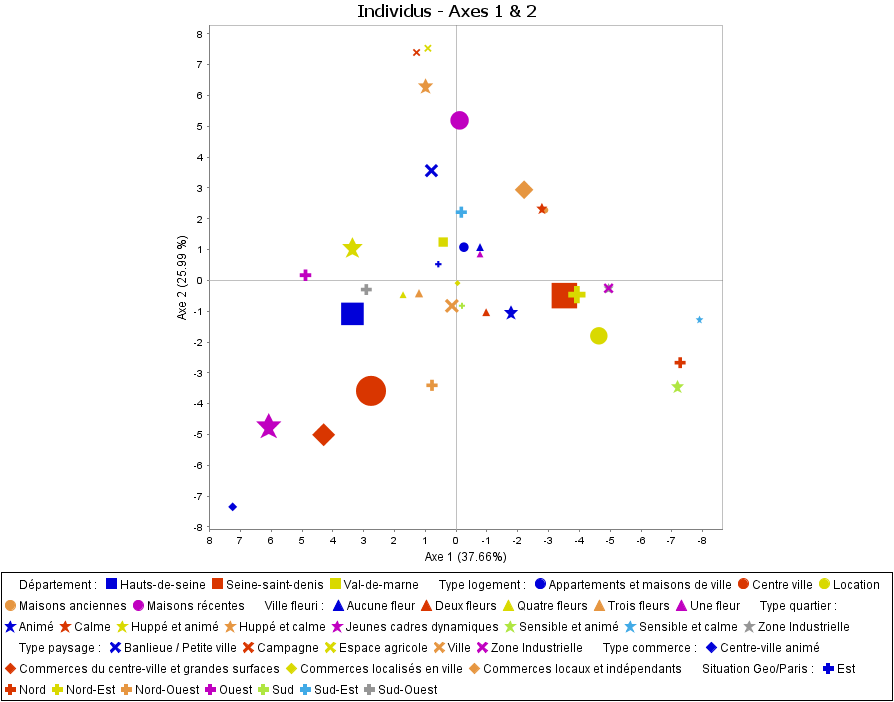 Individus - Axes 1 & 2
8
7
6
5
4
3
2
1
0
-1
-2
-3
-4
-5
-6
-7
-8
Axe 2 (25.99 %)
8 7 6 5 4 3 2 1 0 -1 -2 -3 -4 -5 -6 -7 -8
Axe 1 (37.66%)
Département : Hauts-de-seine Seine-saint-denis Val-de-marne Type logement : Appartements et maisons de ville Centre ville Location
Maisons anciennes Maisons récentes Ville fleuri : Aucune fleur Deux fleurs Quatre fleurs Trois fleurs Une fleur Type quartier :
Animé Calme Huppé et animé Huppé et calme Jeunes cadres dynamiques Sensible et animé Sensible et calme Zone Industrielle
Type paysage : Banlieue / Petite ville Campagne Espace agricole Ville Zone Industrielle Type commerce : Centre-ville animé
Commerces du centre-ville et grandes surfaces Commerces localisés en ville Commerces locaux et indépendants Situation Geo/Paris : Est
Nord Nord-Est Nord-Ouest Ouest Sud Sud-Est Sud-Ouest